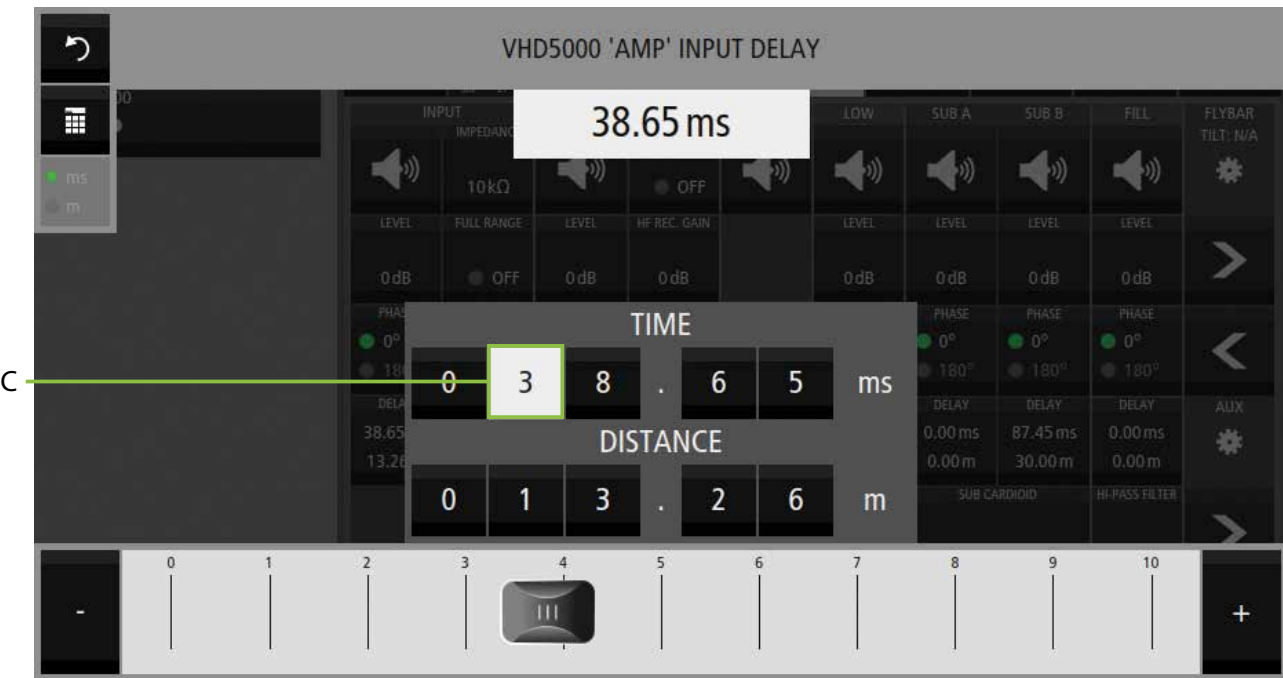 VHD5000 'AMP' INPUT DELAY
38.65 ms
INPUT LOW SUB A SUB B FILL FLYBAR
TILT: N/A
10kΩ OFF
ms
m
LEVEL FULL RANGE LEVEL HF REC. GAIN LEVEL LEVEL LEVEL LEVEL
0dB OFF 0dB 0dB 0dB 0dB 0dB 0dB
TIME
PHASE PHASE PHASE
0° 0° 0° 0°
180° 180° 180°
C
0 3 8 . 6 5 ms
DELAY DELAY DELAY AUX
38.65 0.00ms 87.45ms 0.00ms
DISTANCE
13.26 0.00m 30.00m 0.00m
0 1 3 . 2 6 m
SUB CARDIOID HI-PASS FILTER
0 1 2 3 4 5 6 7 8 9 10
- +